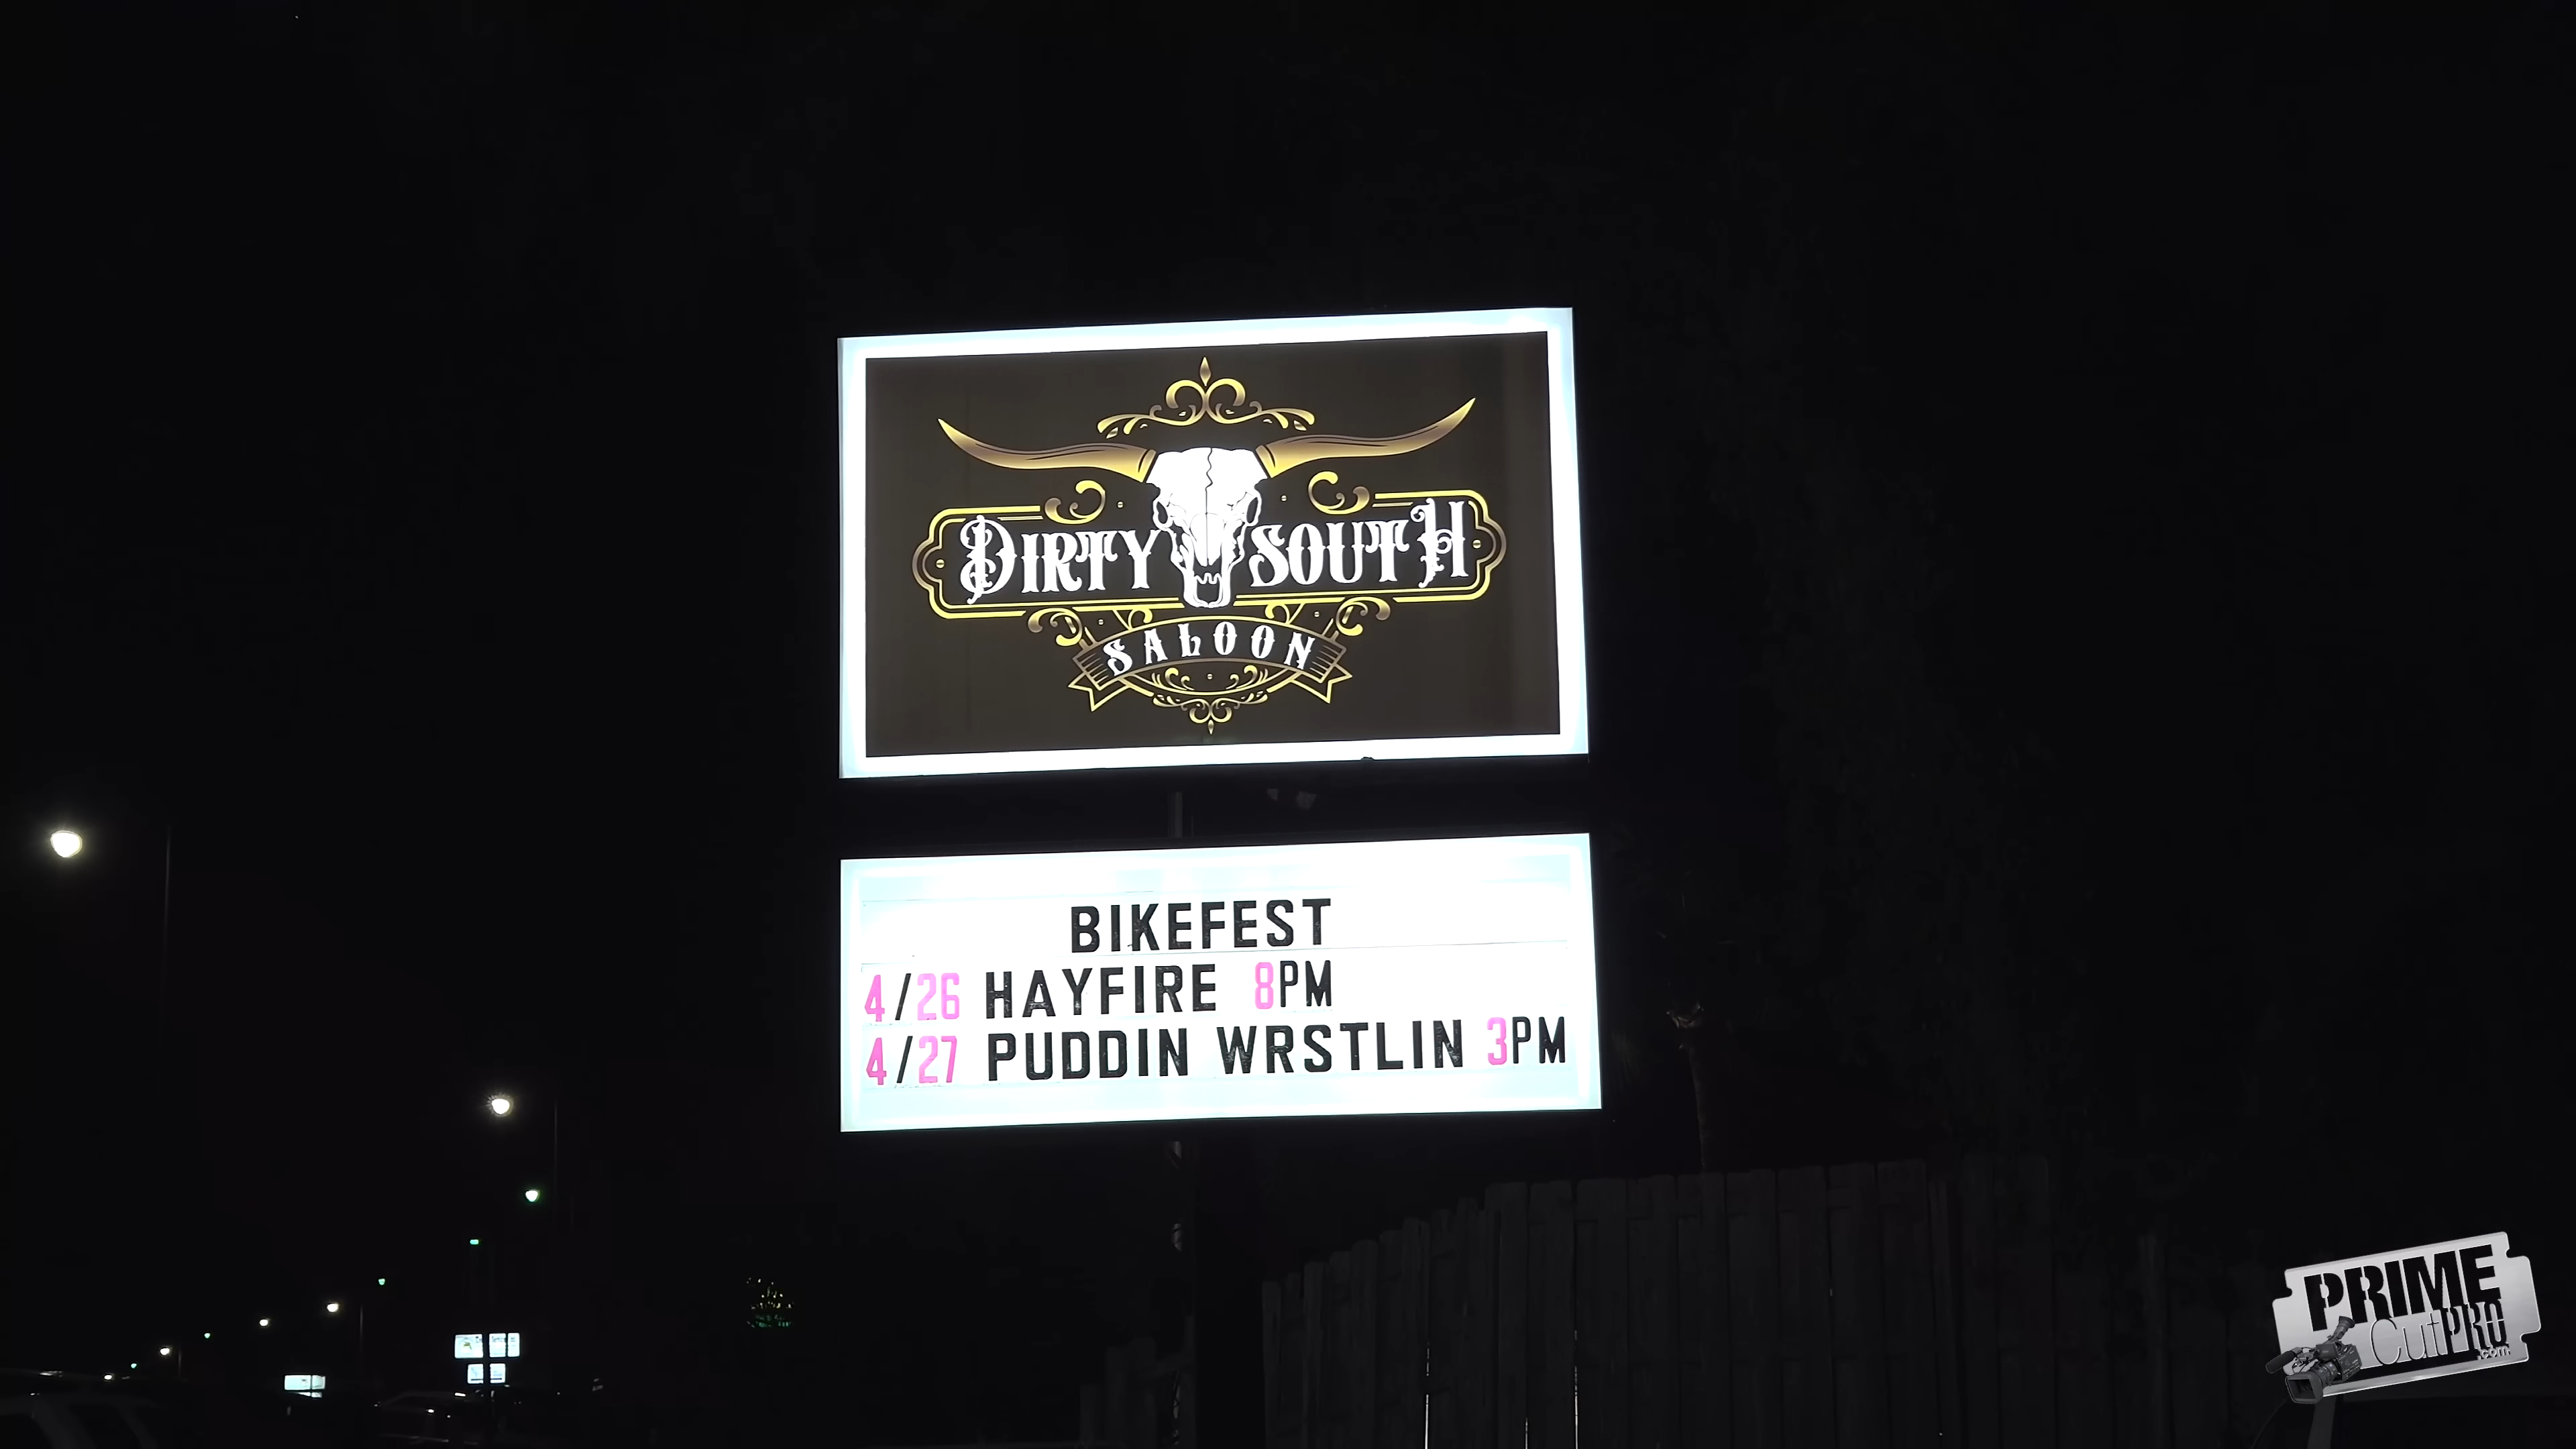 DIRTY SOUTH
SALOON
BIKEFEST
4/26 HAYFIRE 8PM
4/27 PUDDIN WRSTLIN 3PM
PRIME
CutPRO
.com